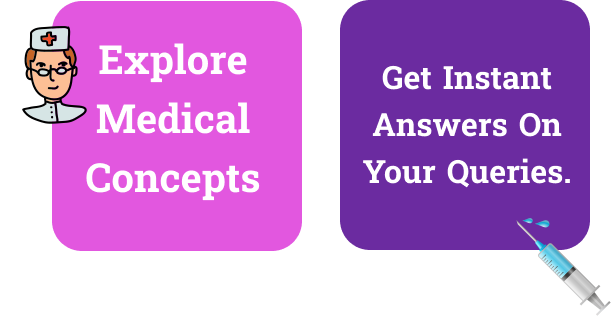 Explore
Medical
Concepts
Get Instant
Answers On
Your Queries.